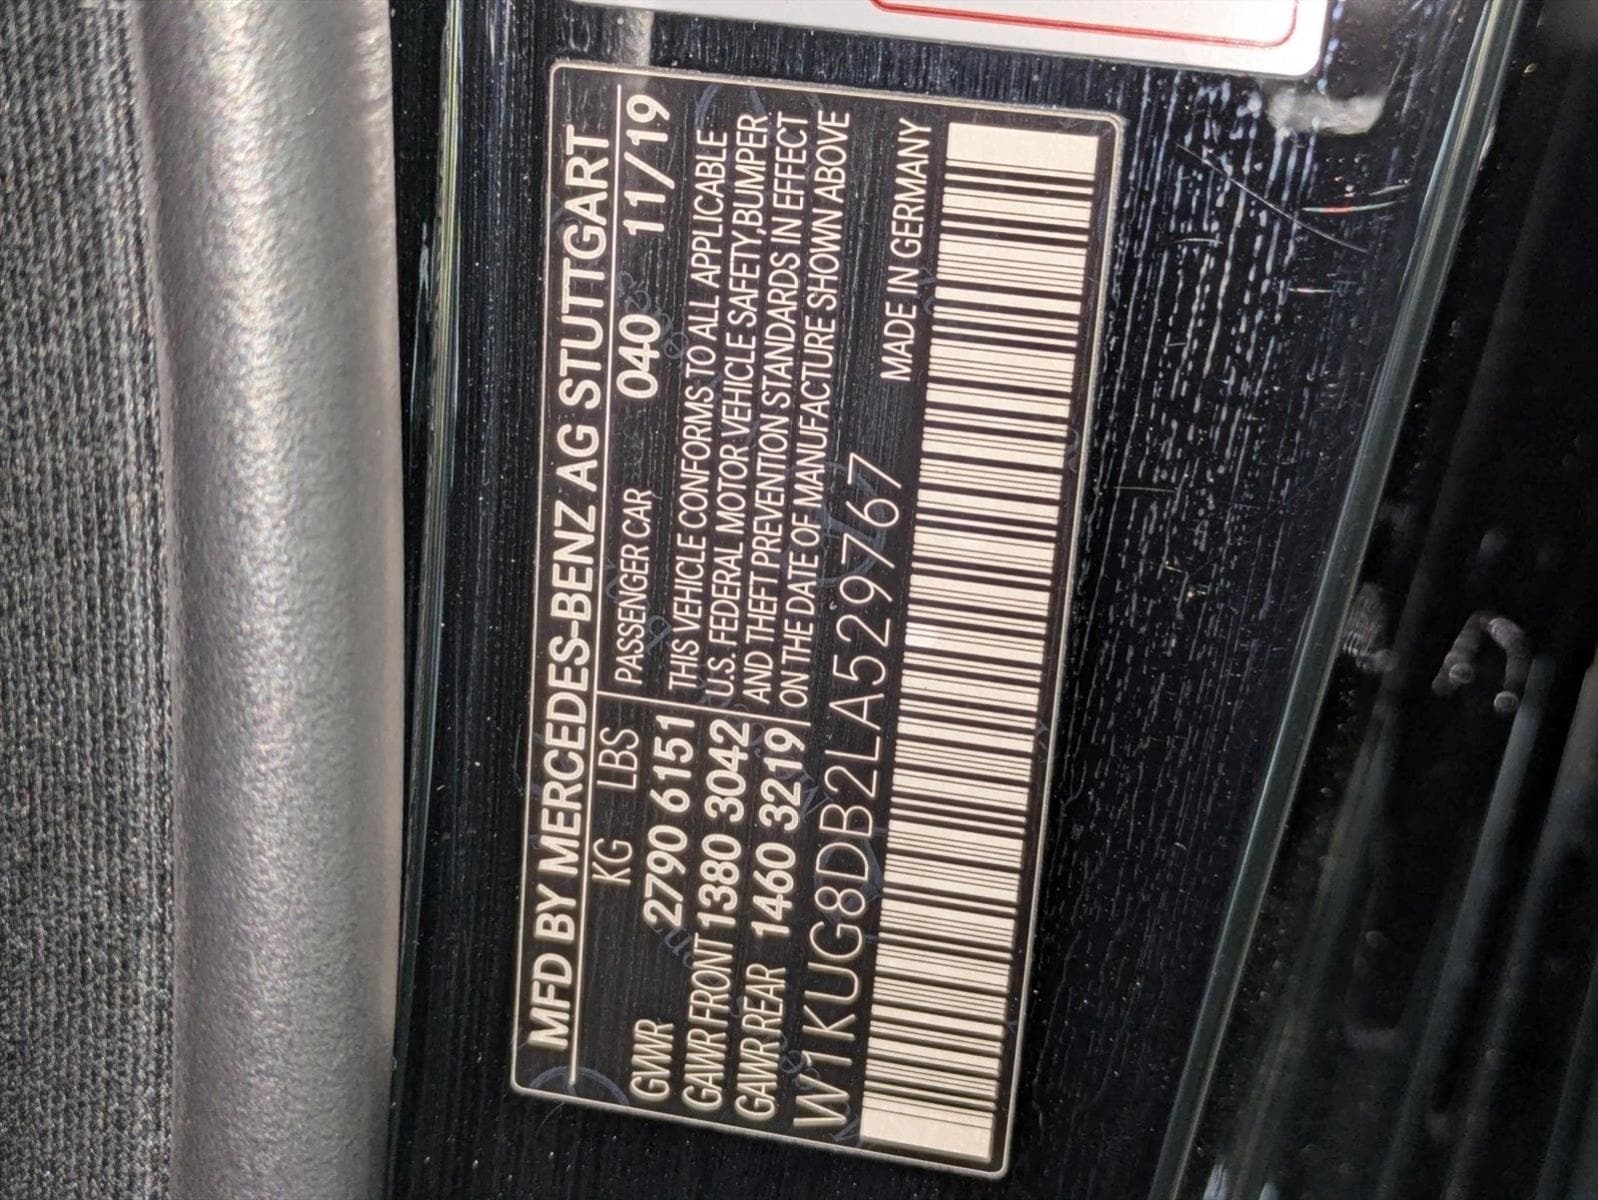 MFD BY MERCEDES-BENZ AG STUTTGART
KG LBS PASSENGER CAR 040 11/19
GVWR 2790 6151
GAWR FRONT 1380 3042
GAWR REAR 1460 3219
THIS VEHICLE CONFORMS TO ALL APPLICABLE
U.S. FEDERAL MOTOR VEHICLE SAFETY,BUMPER
AND THEFT PREVENTION STANDARDS IN EFFECT
ON THE DATE OF MANUFACTURE SHOWN ABOVE
MADE IN GERMANY
W1KUG8DB2LA529767